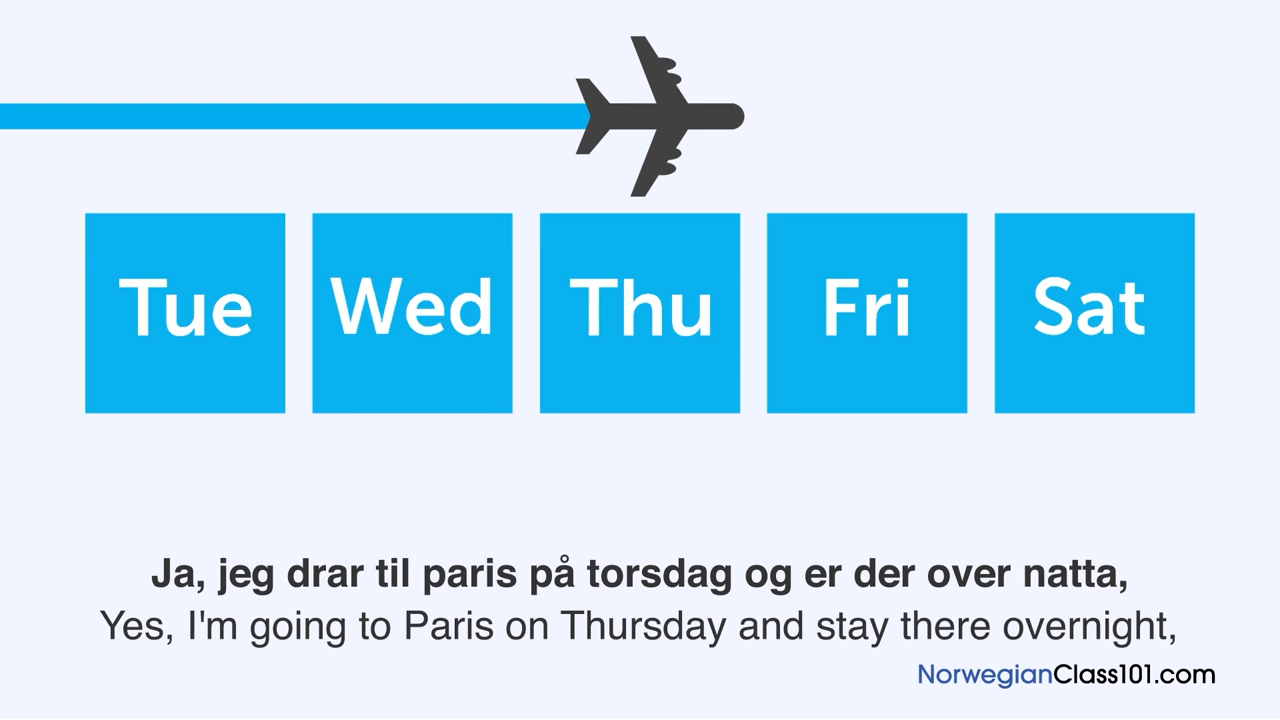 Tue Wed Thu Fri Sat
Ja, jeg drar til paris på torsdag og er der over natta,
Yes, I'm going to Paris on Thursday and stay there overnight,
NorwegianClass101.com